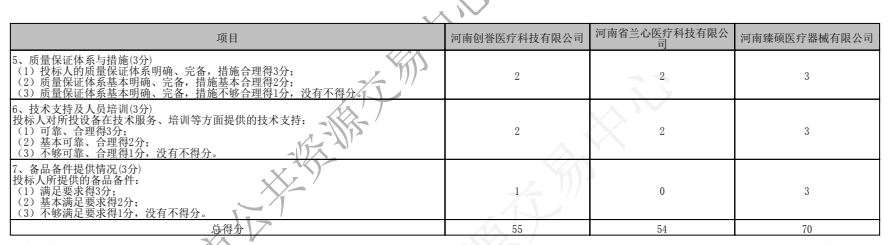 项目 河南创誉医疗科技有限公司 河南省兰心医疗科技有限公司 河南臻硕医疗器械有限公司
5、质量保证体系与措施(3分)
（1）投标人的质量保证体系明确、完备，措施合理得3分；
（2）质量保证体系基本明确、完备，措施基本合理得2分；
（3）质量保证体系基本明确、完备，措施不够合理得1分，没有不得分。
2 2 3
6、技术支持及人员培训(3分)
投标人对所投设备在技术服务、培训等方面提供的技术支持：
（1）可靠、合理得3分；
（2）基本可靠、合理得2分；
（3）不够可靠、合理得1分，没有不得分。
2 2 3
7、备品备件提供情况(3分)
投标人所提供的备品备件：
（1）满足要求得3分；
（2）基本满足要求得2分；
（3）不够满足要求得1分，没有不得分。
1 0 3
总得分 55 54 70
市公共资源交易中
源交易中心